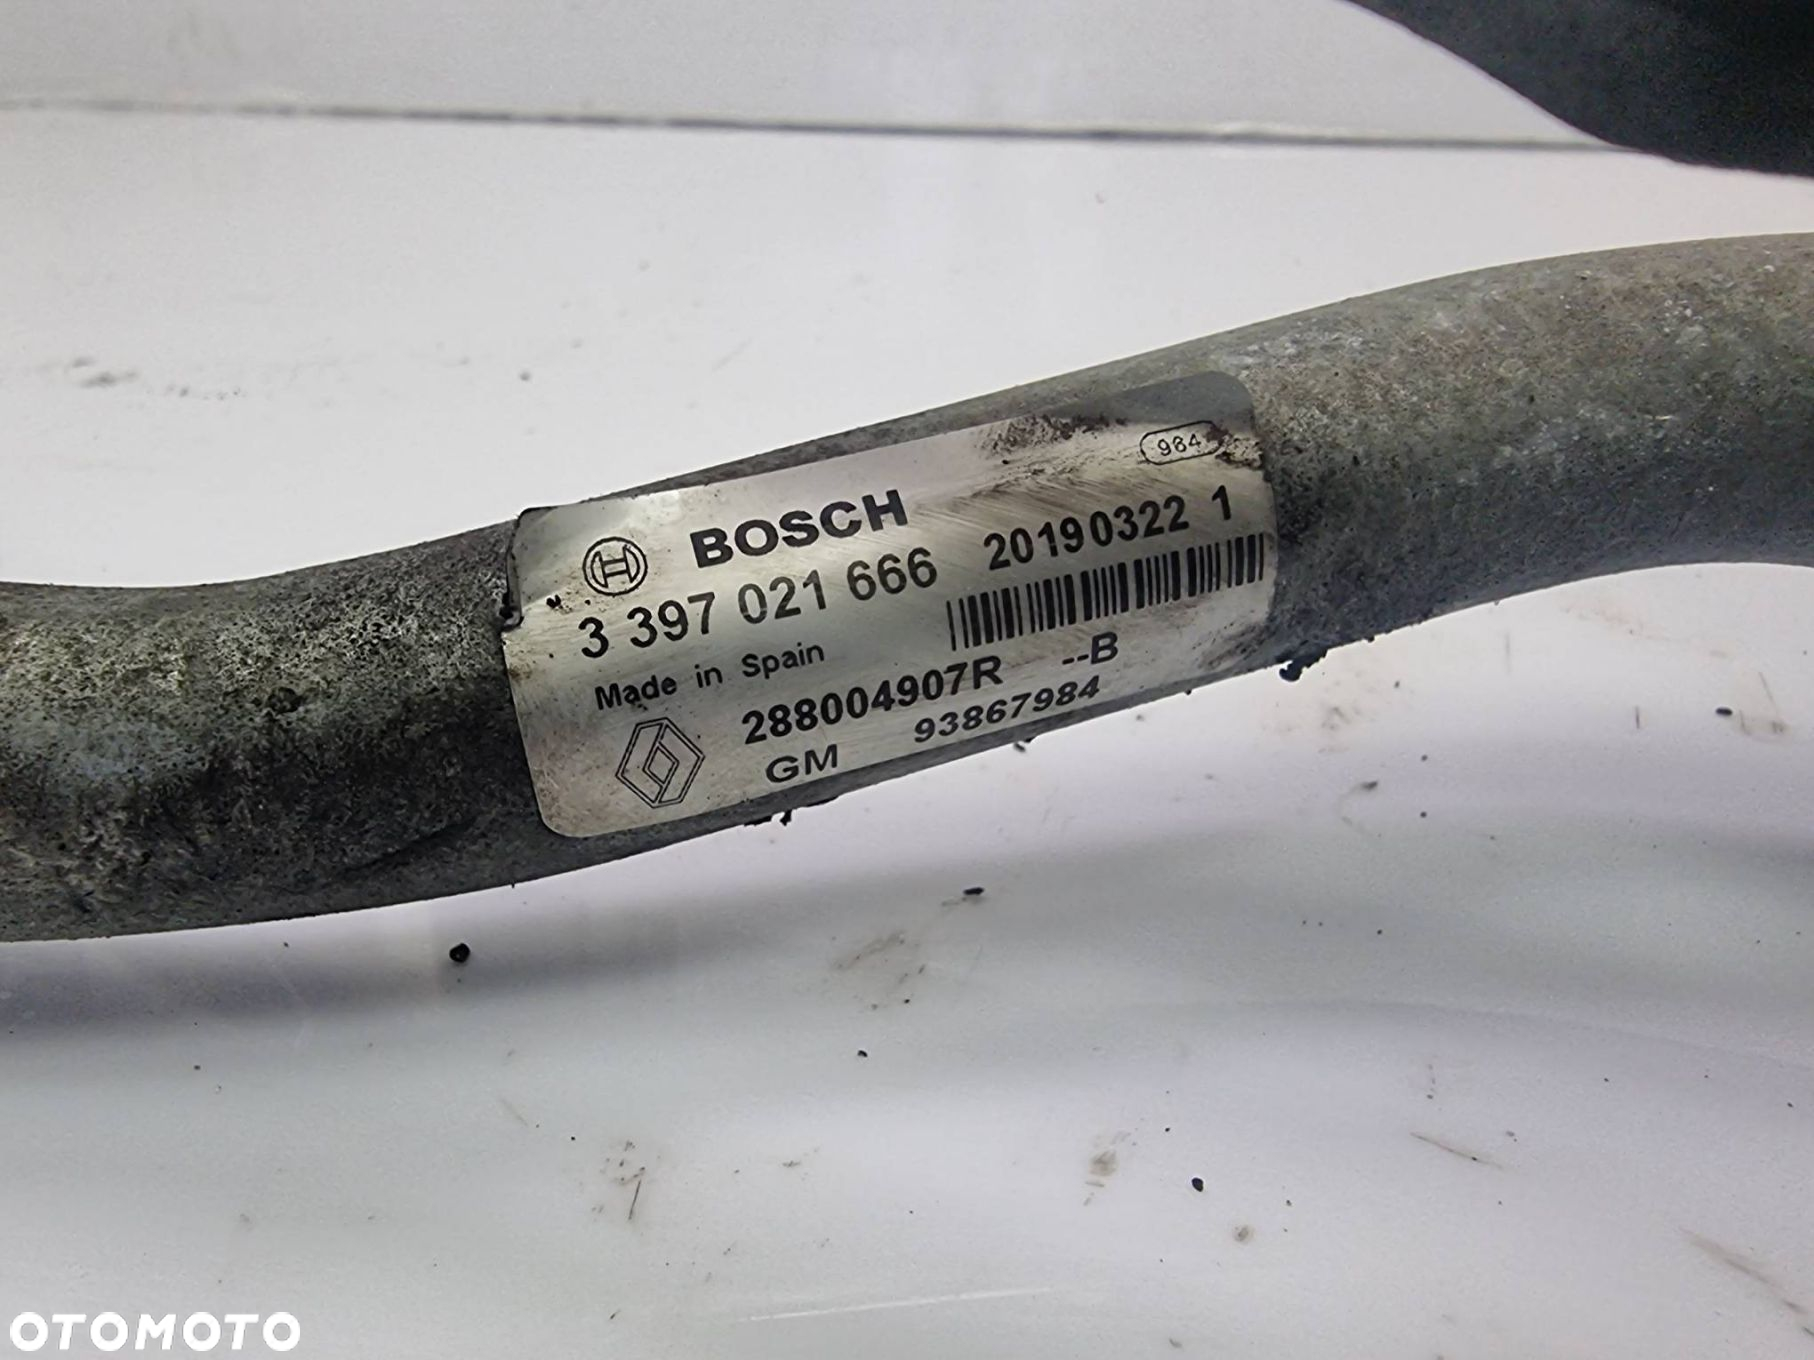 984
BOSCH
3 397 021 666 20190322 1
Made in Spain
288004907R --B
GM 93867984
OTOMOTO